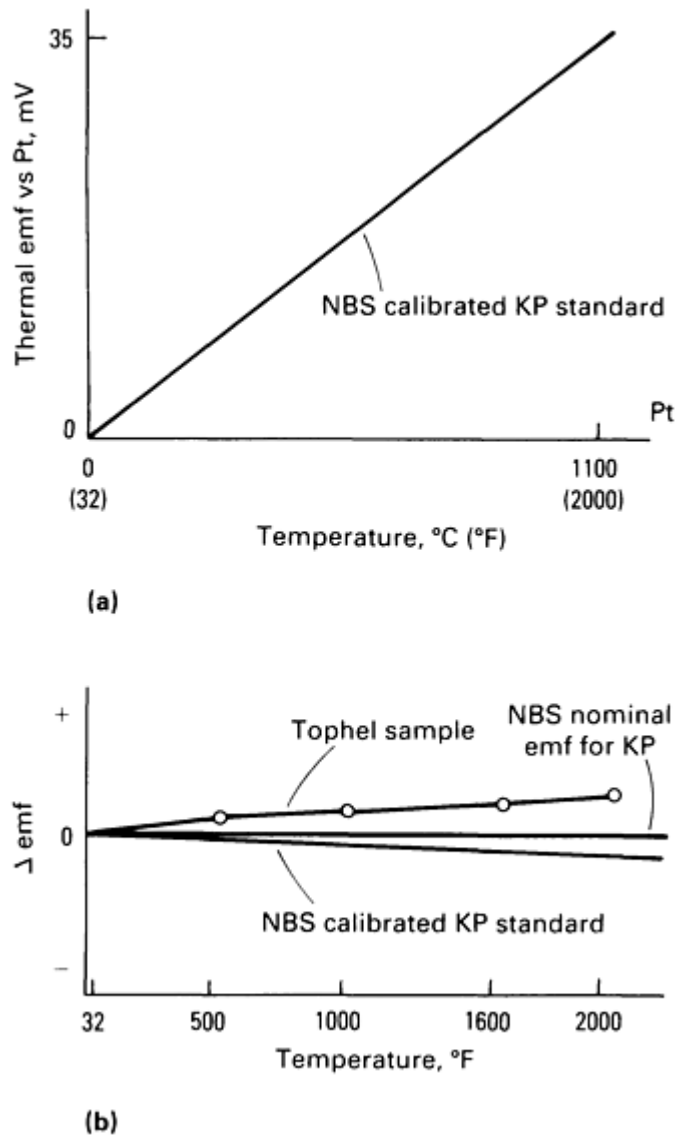 35
Thermal emf vs Pt, mV
NBS calibrated KP standard
0
Pt
0
(32)
1100
(2000)
Temperature, °C (°F)
(a)
+
NBS nominal
emf for KP
Tophel sample
0
Δ emf
NBS calibrated KP standard
–
32
500
1000
1600
2000
Temperature, °F
(b)